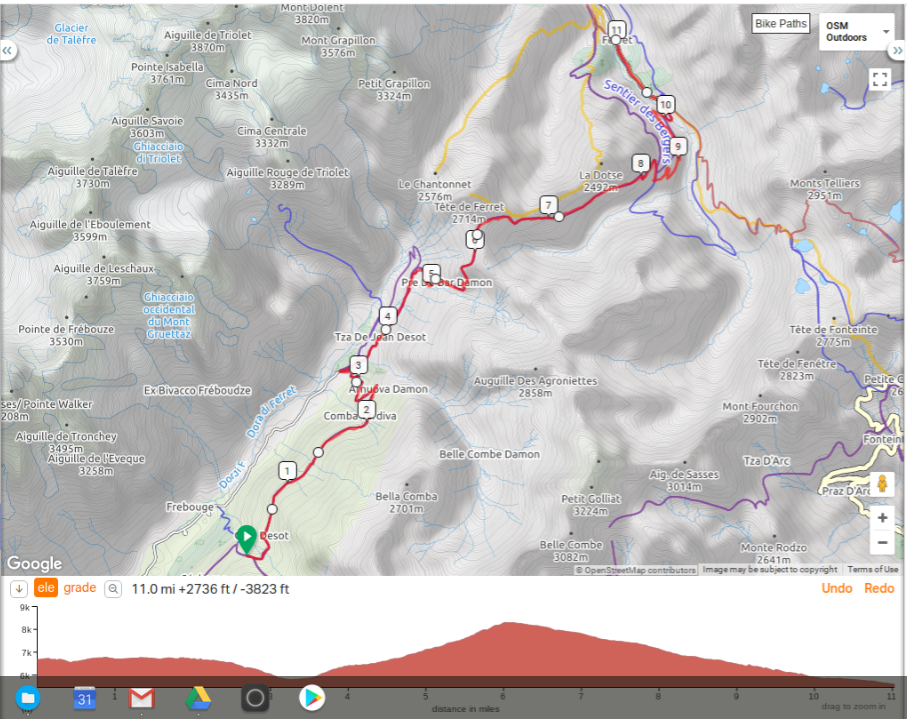 Mont Dolent
3820m
Glacier
de Talèfre
Aiguille de Triolet
3870m
Mont Grapillon
3576m
Bike Paths
OSM
Outdoors
11
Ferret
«
»
Pointe Isabella
3761m
Cima Nord
3435m
Petit Grapillon
3324m
Sentier des Bergers
10
Aiguille Savoie
3603m
Cima Centrale
3332m
Ghiacciaio
di Triolet
9
8
Aiguille de Talèfre
3730m
Aiguille Rouge de Triolet
3289m
La Dotse
2492m
Le Chantonnet
2576m
Monts Telliers
2951m
7
Tête de Ferret
2714m
Aiguille de l'Eboulement
3599m
6
Aiguille de Leschaux
3759m
5
Damon
Ghiacciaio
occidental
du Mont
Gruettaz
4
Pointe de Frébouze
3530m
Tza De Jean Desot
Tête de Fonteinte
2775m
3
Tête de Fenêtre
2823m
Auguille Des Agroniettes
2858m
Petite C
26
Ex-Bivacco Fréboudze
Arnuova Damon
ses/Pointe Walker
208m
Dora di Ferret
2
Comba
Mont Fourchon
2902m
Aiguille de Tronchey
3495m
Aiguille de l'Eveque
3258m
Fonteint
Belle Combe Damon
Tza D'Arc
1
Dora
Aig. de Sasses
3014m
Praz D'Arc
Bella Comba
2701m
Petit Golliat
3224m
Frebouge
Desot
+
Belle Combe
3082m
Monte Rodzo
2641m
−
Google
© OpenStreetMap contributors
Image may be subject to copyright
Terms of Use
ele
grade
11.0 mi +2736 ft / -3823 ft
Undo
Redo
9k
8k
7k
6k
31
1
4
5
6
7
8
9
10
11
distance in miles
drag to zoom in